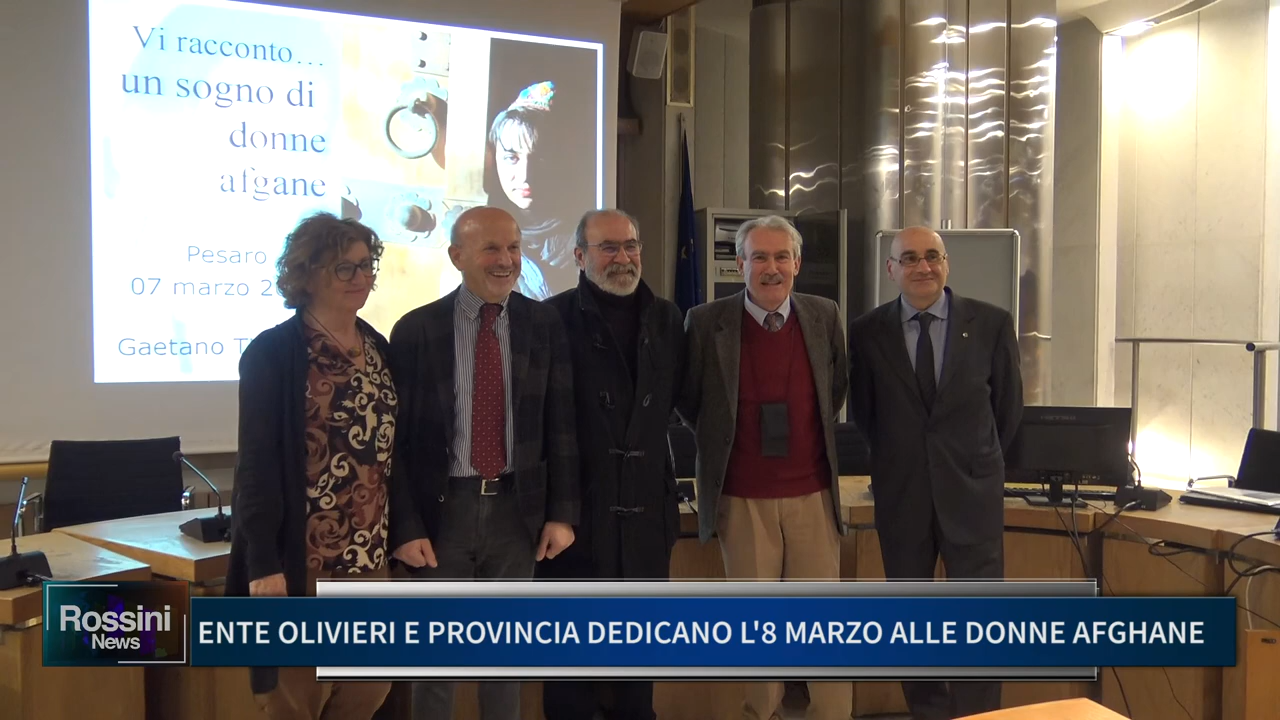 Vi racconto...
un sogno di
donne
afgane
Pesaro
07 marzo
Gaetano
Rossini
News
ENTE OLIVIERI E PROVINCIA DEDICANO L'8 MARZO ALLE DONNE AFGHANE